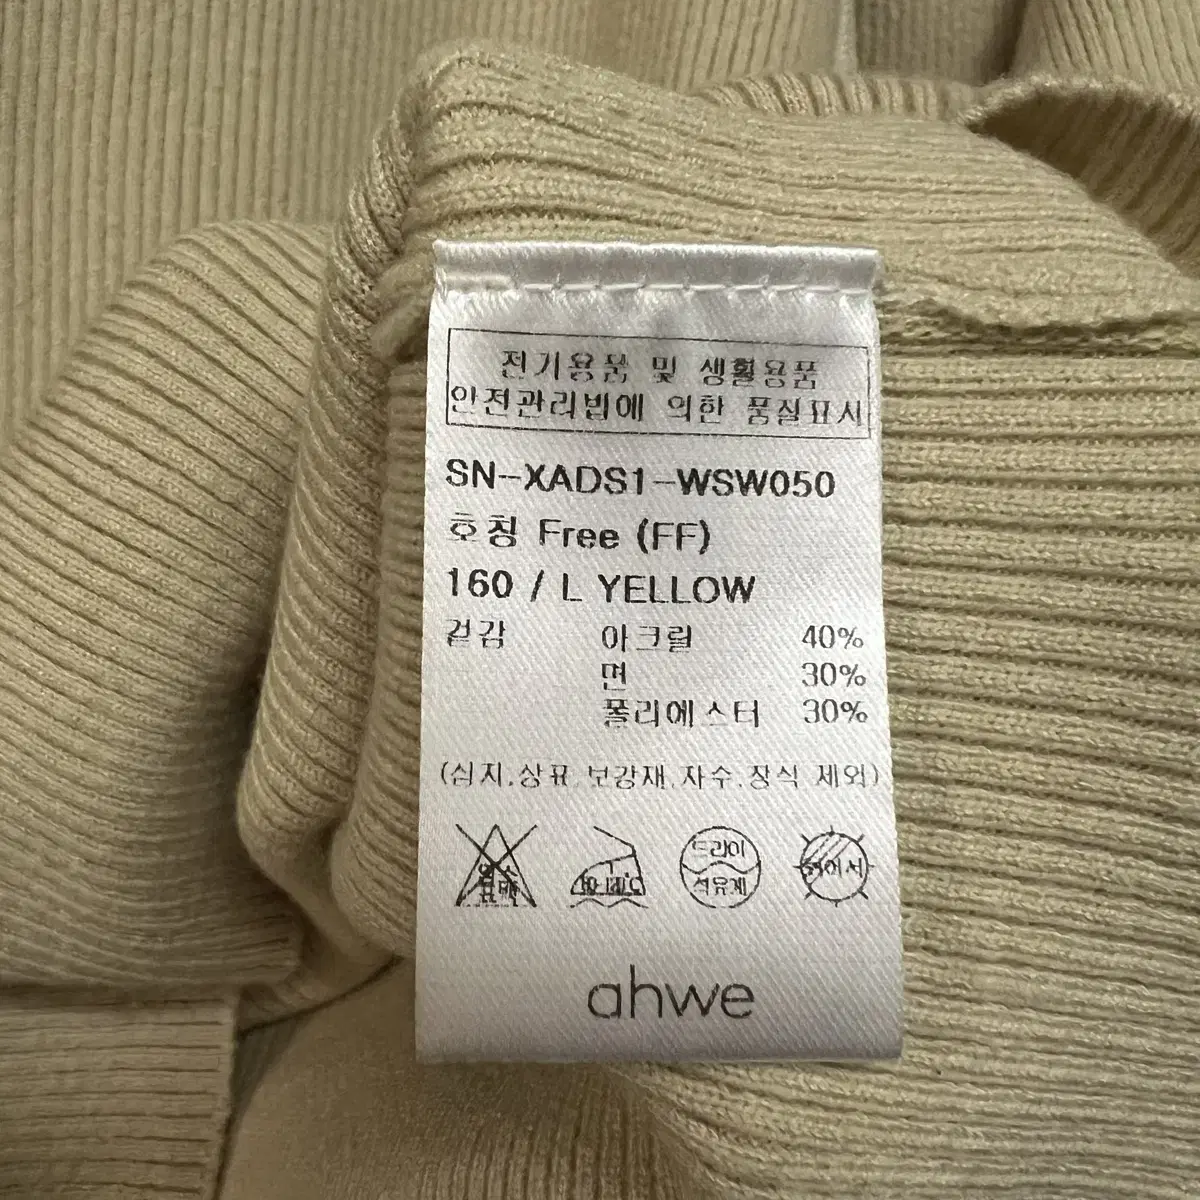 전기용품 및 생활용품
안전관리법에 의한 품질표시
SN-XADS1-WSW050
호칭 Free (FF)
160 / L YELLOW
겉감 아크릴 40%
면 30%
폴리에스터 30%
(심지.상표.보강재.자수.장식 제외)
드라이
석유계
ahwe